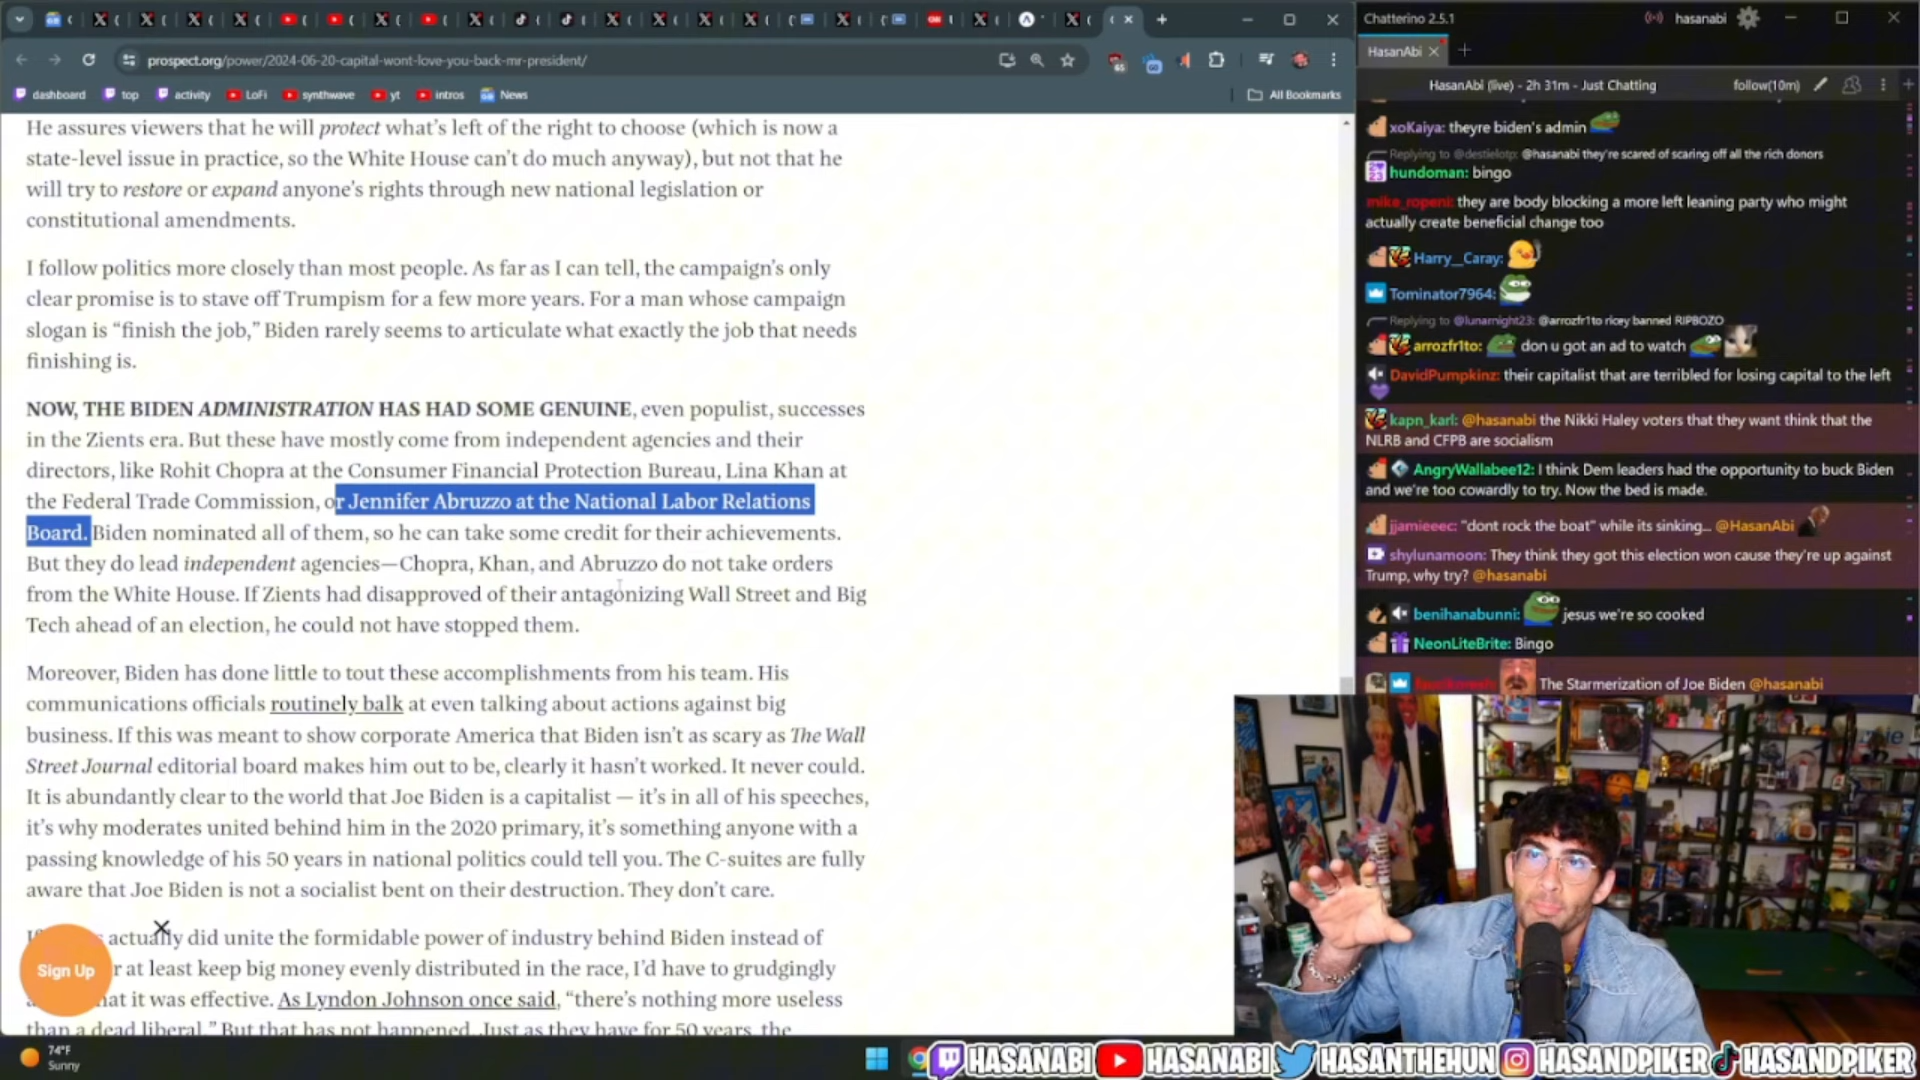 Chatterino 2.5.1
hasanabi
HasanAbi
prospect.org/power/2024-06-20-capital-wont-love-you-back-mr-president/
HasanAbi (live) - 2h 31m - Just Chatting
follow(10m)
dashboard
top
activity
LoFi
synthwave
yt
intros
News
All Bookmarks
He assures viewers that he will protect what's left of the right to choose (which is now a
state-level issue in practice, so the White House can't do much anyway), but not that he
will try to restore or expand anyone's rights through new national legislation or
constitutional amendments.
I follow politics more closely than most people. As far as I can tell, the campaign's only
clear promise is to stave off Trumpism for a few more years. For a man whose campaign
slogan is “finish the job,” Biden rarely seems to articulate what exactly the job that needs
finishing is.
NOW, THE BIDEN ADMINISTRATION HAS HAD SOME GENUINE, even populist, successes
in the Zients era. But these have mostly come from independent agencies and their
directors, like Rohit Chopra at the Consumer Financial Protection Bureau, Lina Khan at
the Federal Trade Commission, or Jennifer Abruzzo at the National Labor Relations
Board. Biden nominated all of them, so he can take some credit for their achievements.
But they do lead independent agencies—Chopra, Khan, and Abruzzo do not take orders
from the White House. If Zients had disapproved of their antagonizing Wall Street and Big
Tech ahead of an election, he could not have stopped them.
Moreover, Biden has done little to tout these accomplishments from his team. His
communications officials routinely balk at even talking about actions against big
business. If this was meant to show corporate America that Biden isn't as scary as The Wall
Street Journal editorial board makes him out to be, clearly it hasn't worked. It never could.
It is abundantly clear to the world that Joe Biden is a capitalist — it's in all of his speeches,
it's why moderates united behind him in the 2020 primary, it's something anyone with a
passing knowledge of his 50 years in national politics could tell you. The C-suites are fully
aware that Joe Biden is not a socialist bent on their destruction. They don't care.
actually did unite the formidable power of industry behind Biden instead of
r at least keep big money evenly distributed in the race, I'd have to grudgingly
hat it was effective. As Lyndon Johnson once said, “there's nothing more useless
than a dead liberal.” But that has not happened. Just as they have for 50 years, the
Sign Up
xoKaiya: theyre biden's admin
Replying to @destielotp: @hasanabi they're scared of scaring off all the rich donors
hundoman: bingo
mike_ropeni: they are body blocking a more left leaning party who might
actually create beneficial change too
Harry__Caray:
Tominator7964:
Replying to @lunarnight23: @arrozfr1to ricey banned RIPBOZO
arrozfr1to: don u got an ad to watch
DavidPumpkinz: their capitalist that are terribled for losing capital to the left
kapn_karl: @hasanabi the Nikki Haley voters that they want think that the
NLRB and CFPB are socialism
AngryWallabee12: I think Dem leaders had the opportunity to buck Biden
and we're too cowardly to try. Now the bed is made.
jjamieeec: "dont rock the boat" while its sinking... @HasanAbi
shylunamoon: They think they got this election won cause they're up against
Trump, why try? @hasanabi
benihanabunni: jesus we're so cooked
NeonLiteBrite: Bingo
The Starmerization of Joe Biden @hasanabi
74°F
Sunny
HASANABI
HASANABI
HASANTHEHUN
HASANDPIKER
HASANDPIKER